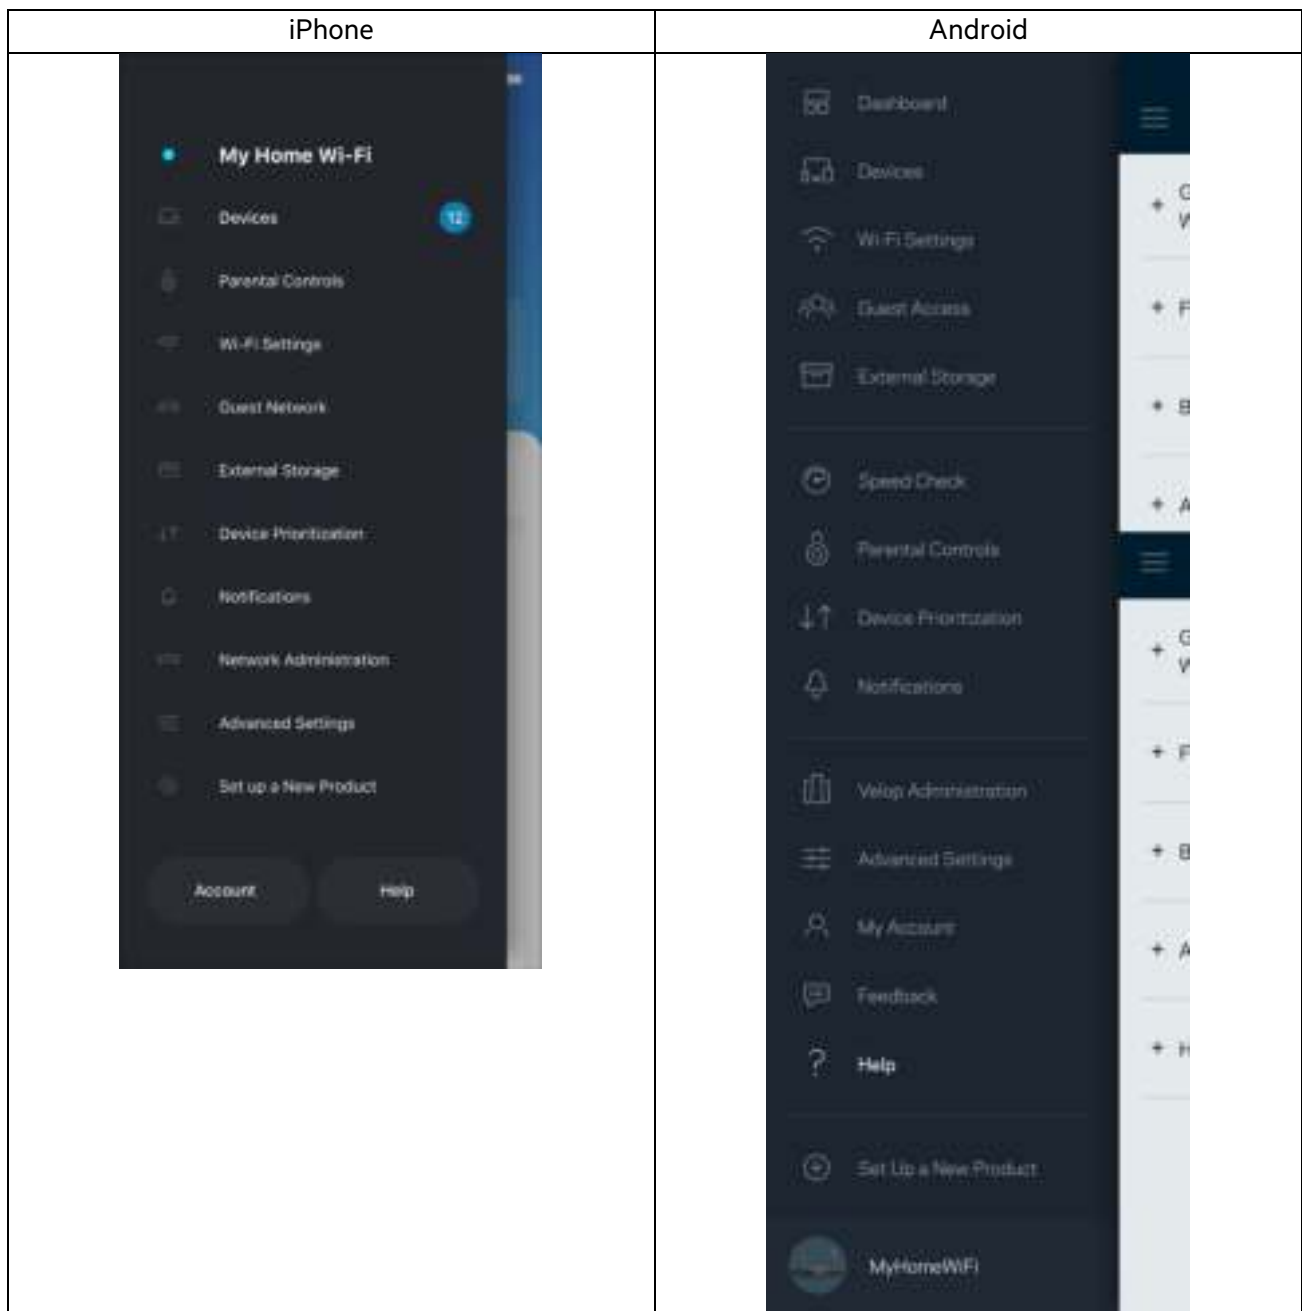 iPhone
Android
My Home Wi-Fi
Devices
12
Parental Controls
Wi-Fi Settings
Guest Network
External Storage
Device Prioritization
Notifications
Network Administration
Advanced Settings
Set up a New Product
Account
Help
Dashboard
Devices
Wi-Fi Settings
Guest Access
External Storage
Speed Check
Parental Controls
Device Prioritization
Notifications
Velop Administration
Advanced Settings
My Account
Feedback
Help
Set Up a New Product
MyHomeWiFi
+ G
W
+ F
+ B
+ A
+ G
W
+ F
+ B
+ A
+ H